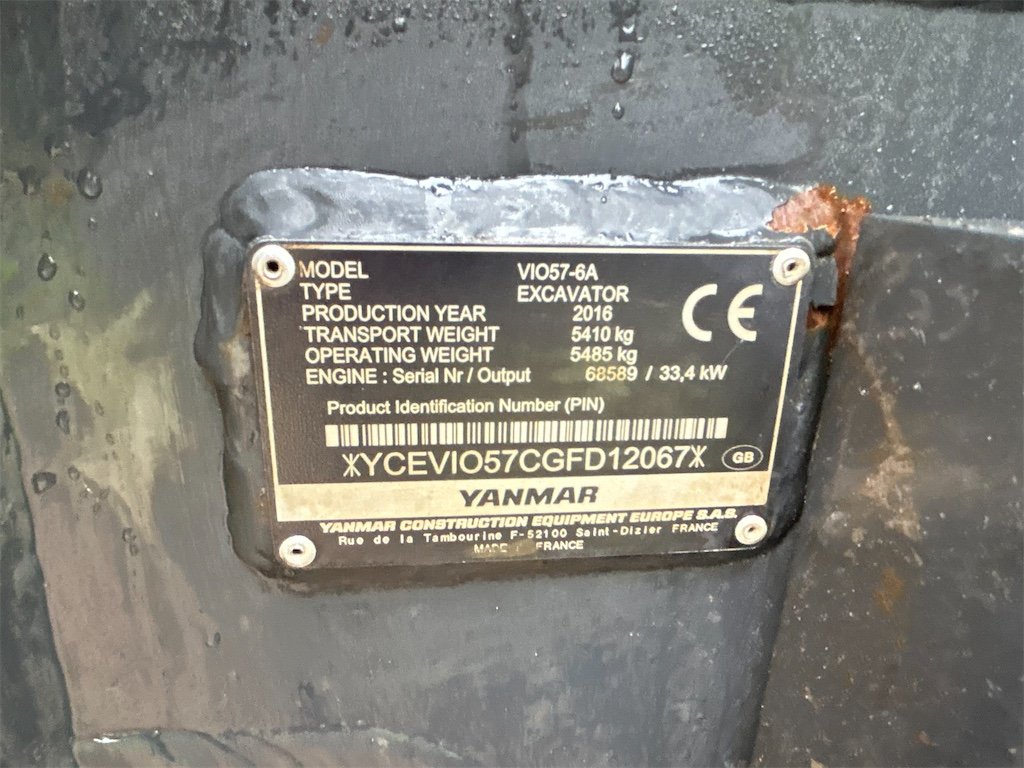 MODEL VIO57-6A
TYPE EXCAVATOR
PRODUCTION YEAR 2016
TRANSPORT WEIGHT 5410 kg
OPERATING WEIGHT 5485 kg
ENGINE : Serial Nr / Output 68589 / 33,4 kW
CE
Product Identification Number (PIN)
*YCEVIO57CGFD12067*
GB
YANMAR
YANMAR CONSTRUCTION EQUIPMENT EUROPE S.A.S.
Rue de la Tambourine F-52100 Saint-Dizier FRANCE
MADE FRANCE